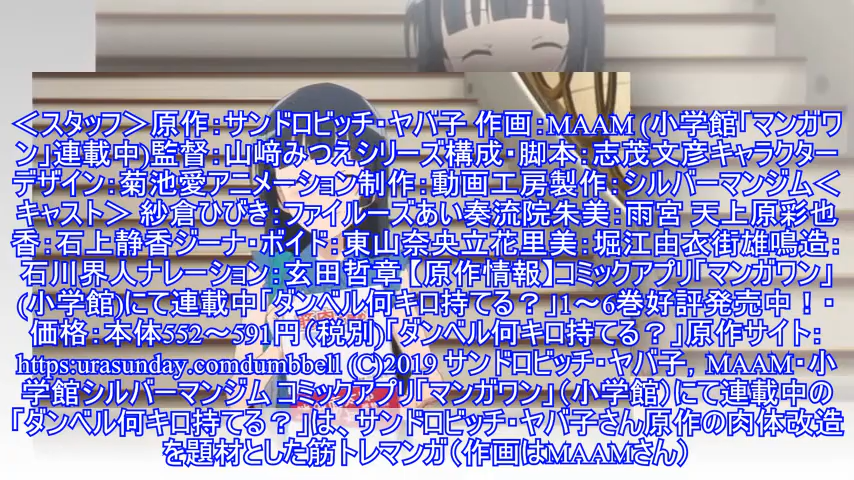 ＜スタッフ＞ 原作：サンドロビッチ・ヤバ子 作画：MAAM (小学館「マンガワ
ン」連載中)監督：山﨑みつえシリーズ構成・脚本：志茂文彦キャラクター
デザイン：菊池愛アニメーション制作：動画工房製作：シルバーマンジム＜
キャスト＞ 紗倉ひびき：ファイルーズあい奏流院朱美：雨宮 天上原彩也
香：石上静香ジーナ・ボイド：東山奈央立花里美：堀江由衣街雄鳴造：
石川界人ナレーション：玄田哲章【原作情報】コミックアプリ「マンガワン」
(小学館)にて連載中「ダンベル何キロ持てる？」1～6巻好評発売中！・
価格：本体552～591円 (税別)「ダンベル何キロ持てる？」原作サイト：
https:urasunday.comdumbbell (C)2019 サンドロビッチ・ヤバ子，MAAM・小
学館シルバーマンジム コミックアプリ「マンガワン」（小学館）にて連載中の
「ダンベル何キロ持てる？」は、サンドロビッチ・ヤバ子さん原作の肉体改造
を題材とした筋トレマンガ（作画はMAAMさん）